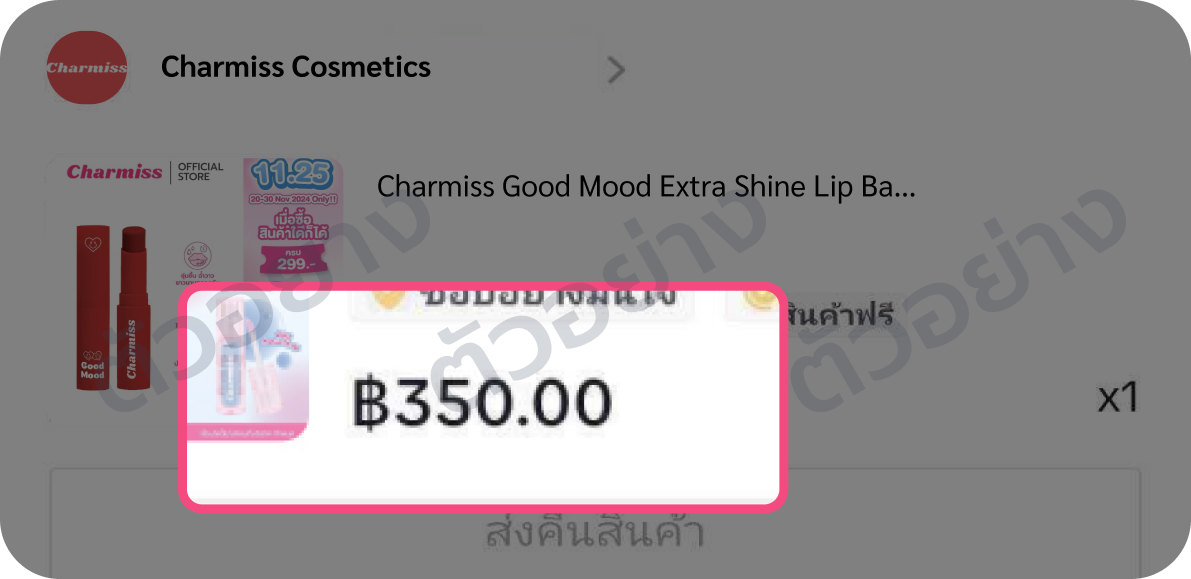 Charmiss
Charmiss Cosmetics
Charmiss OFFICIAL STORE
11.25
20-30 Nov 2024 Only!!
เมื่อซื้อ
สินค้าใดก็ได้
ครบ
299.-
Charmiss Good Mood Extra Shine Lip Ba...
Good
Mood
Charmiss
สินค้าฟรี
฿350.00
x1
ส่งคืนสินค้า
ตัวอย่าง
ตัวอย่าง
ตัวอย่าง